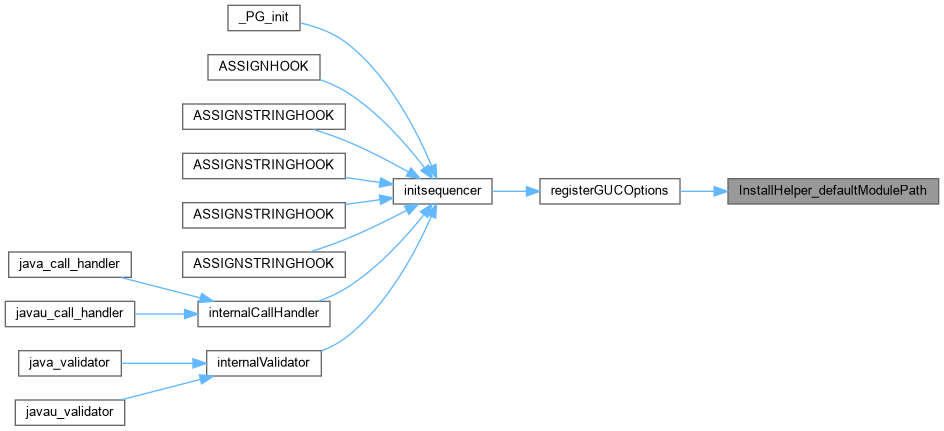 _PG_init
ASSIGNHOOK
ASSIGNSTRINGHOOK
ASSIGNSTRINGHOOK
initsequencer
registerGUCOptions
InstallHelper_defaultModulePath
ASSIGNSTRINGHOOK
ASSIGNSTRINGHOOK
java_call_handler
javau_call_handler
internalCallHandler
java_validator
internalValidator
javau_validator